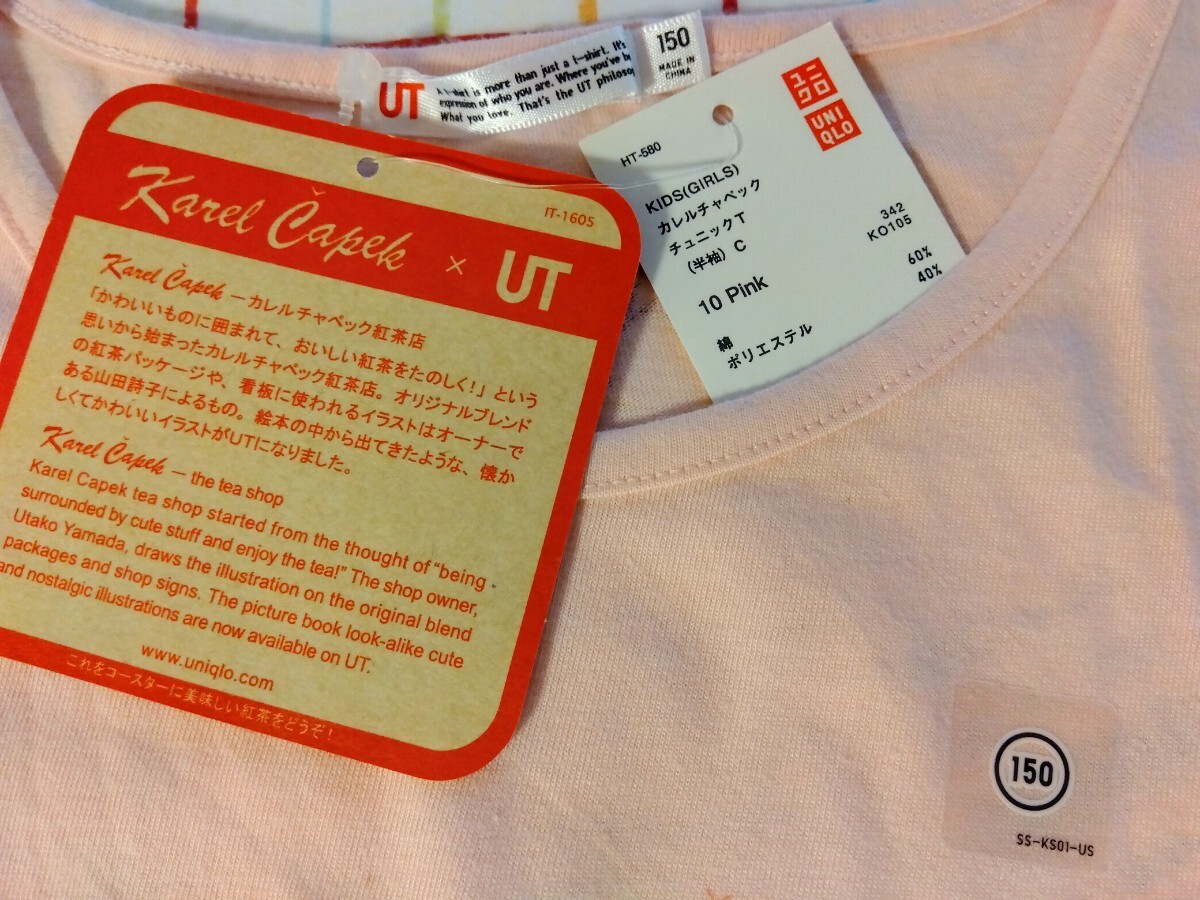 UT
A t-shirt is more than just a t-shirt. It's
expression of who you are. Where you've
What you love. That's the UT
150
MADE IN
CHINA
Karel Čapek × UT
IT-1605
Karel Čapek — カレルチャペック紅茶店
「かわいいものに囲まれて、おいしい紅茶をたのしく!」という
思いから始まったカレルチャペック紅茶店。オリジナルブレンド
の紅茶パッケージや、看板に使われるイラストはオーナーで
ある山田詩子によるもの。絵本の中から出てきたような、懐か
しくてかわいいイラストがUTになりました。
Karel Čapek — the tea shop
Karel Capek tea shop started from the thought of "being
surrounded by cute stuff and enjoy the tea!" The shop owner,
Utako Yamada, draws the illustration on the original blend
packages and shop signs. The picture book look-alike cute
and nostalgic illustrations are now available on UT.
www.uniqlo.com
これをコースターに美味しい紅茶をどうぞ!
ユニ
クロ
UNI
QLO
HT-580
KIDS(GIRLS)
カレルチャペック
チュニックT
(半袖) C
342
KO105
10 Pink
綿 60%
ポリエステル 40%
150
SS-KS01-US